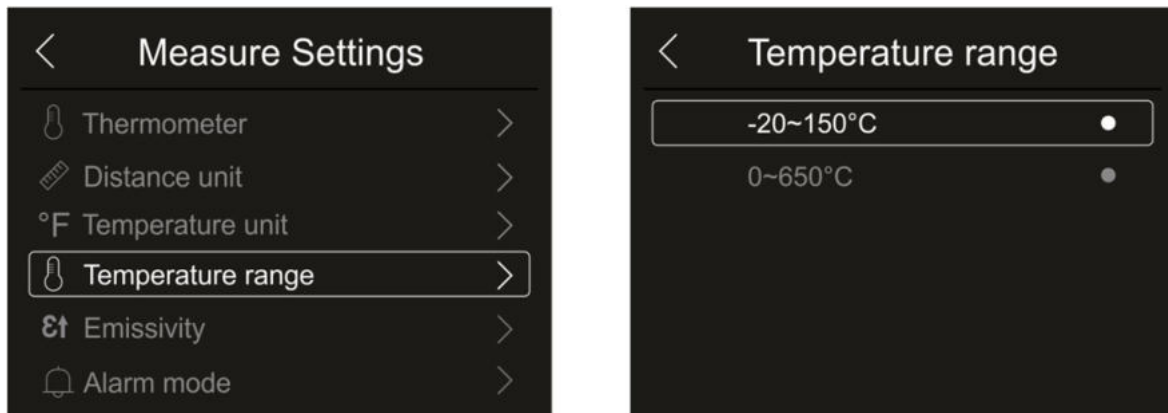 Measure Settings
Thermometer
Distance unit
°F Temperature unit
Temperature range
Ɛ↑ Emissivity
Alarm mode
Temperature range
-20~150°C
0~650°C